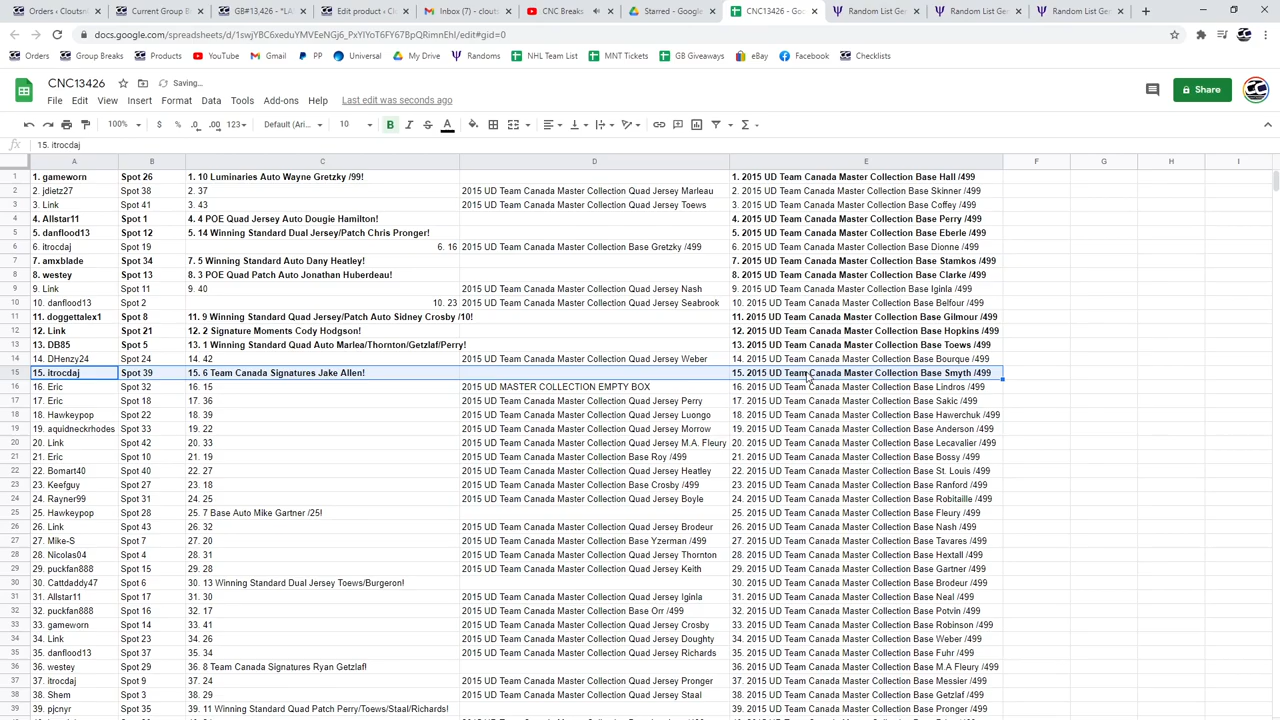 Orders ‹ Cloutsn
Current Group B
GB#13,426 - *LA
Edit product ‹ C
Inbox (7) - clouts
CNC Breaks
Starred - Google
CNC13426 - Goo
Random List Gen
Random List Gen
Random List Gen
docs.google.com/spreadsheets/d/1swjYBC6xeduYMVEeNGj6_PxYIYoT6FY67BpQRimnEhI/edit#gid=0
Orders Group Breaks Products YouTube Gmail PP Universal My Drive Randoms NHL Team List MNT Tickets GB Giveaways eBay Facebook Checklists
CNC13426 Saving...
File Edit View Insert Format Data Tools Add-ons Help Last edit was seconds ago
Share
100% $ % .0 .00 123 Default (Ari... 10 B I S A
fx 15. itrocdaj
A B C D E F G H I
1 1. gameworn Spot 26 1. 10 Luminaries Auto Wayne Gretzky /99! 1. 2015 UD Team Canada Master Collection Base Hall /499
2 2. jdietz27 Spot 38 2. 37 2015 UD Team Canada Master Collection Quad Jersey Marleau 2. 2015 UD Team Canada Master Collection Base Skinner /499
3 3. Link Spot 41 3. 43 2015 UD Team Canada Master Collection Quad Jersey Toews 3. 2015 UD Team Canada Master Collection Base Coffey /499
4 4. Allstar11 Spot 1 4. 4 POE Quad Jersey Auto Dougie Hamilton! 4. 2015 UD Team Canada Master Collection Base Perry /499
5 5. danflood13 Spot 12 5. 14 Winning Standard Dual Jersey/Patch Chris Pronger! 5. 2015 UD Team Canada Master Collection Base Eberle /499
6 6. itrocdaj Spot 19 6. 16 2015 UD Team Canada Master Collection Base Gretzky /499 6. 2015 UD Team Canada Master Collection Base Dionne /499
7 7. amxblade Spot 34 7. 5 Winning Standard Auto Dany Heatley! 7. 2015 UD Team Canada Master Collection Base Stamkos /499
8 8. westey Spot 13 8. 3 POE Quad Patch Auto Jonathan Huberdeau! 8. 2015 UD Team Canada Master Collection Base Clarke /499
9 9. Link Spot 11 9. 40 2015 UD Team Canada Master Collection Quad Jersey Nash 9. 2015 UD Team Canada Master Collection Base Iginla /499
10 10. danflood13 Spot 2 10. 23 2015 UD Team Canada Master Collection Quad Jersey Seabrook 10. 2015 UD Team Canada Master Collection Base Belfour /499
11 11. doggettalex1 Spot 8 11. 9 Winning Standard Quad Jersey/Patch Auto Sidney Crosby /10! 11. 2015 UD Team Canada Master Collection Base Gilmour /499
12 12. Link Spot 21 12. 2 Signature Moments Cody Hodgson! 12. 2015 UD Team Canada Master Collection Base Hopkins /499
13 13. DB85 Spot 5 13. 1 Winning Standard Quad Auto Marlea/Thornton/Getzlaf/Perry! 13. 2015 UD Team Canada Master Collection Base Toews /499
14 14. DHenzy24 Spot 24 14. 42 2015 UD Team Canada Master Collection Quad Jersey Weber 14. 2015 UD Team Canada Master Collection Base Bourque /499
15 15. itrocdaj Spot 39 15. 6 Team Canada Signatures Jake Allen! 15. 2015 UD Team Canada Master Collection Base Smyth /499
16 16. Eric Spot 32 16. 15 2015 UD MASTER COLLECTION EMPTY BOX 16. 2015 UD Team Canada Master Collection Base Lindros /499
17 17. Eric Spot 18 17. 36 2015 UD Team Canada Master Collection Quad Jersey Perry 17. 2015 UD Team Canada Master Collection Base Sakic /499
18 18. Hawkeypop Spot 22 18. 39 2015 UD Team Canada Master Collection Quad Jersey Luongo 18. 2015 UD Team Canada Master Collection Base Hawerchuk /499
19 19. aquidneckrhodes Spot 33 19. 22 2015 UD Team Canada Master Collection Quad Jersey Morrow 19. 2015 UD Team Canada Master Collection Base Anderson /499
20 20. Link Spot 42 20. 33 2015 UD Team Canada Master Collection Quad Jersey M.A. Fleury 20. 2015 UD Team Canada Master Collection Base Lecavalier /499
21 21. Eric Spot 10 21. 19 2015 UD Team Canada Master Collection Base Roy /499 21. 2015 UD Team Canada Master Collection Base Bossy /499
22 22. Bomart40 Spot 40 22. 27 2015 UD Team Canada Master Collection Quad Jersey Heatley 22. 2015 UD Team Canada Master Collection Base St. Louis /499
23 23. Keefguy Spot 27 23. 18 2015 UD Team Canada Master Collection Base Crosby /499 23. 2015 UD Team Canada Master Collection Base Ranford /499
24 24. Rayner99 Spot 31 24. 25 2015 UD Team Canada Master Collection Quad Jersey Boyle 24. 2015 UD Team Canada Master Collection Base Robitaille /499
25 25. Hawkeypop Spot 28 25. 7 Base Auto Mike Gartner /25! 25. 2015 UD Team Canada Master Collection Base Fleury /499
26 26. Link Spot 43 26. 32 2015 UD Team Canada Master Collection Quad Jersey Brodeur 26. 2015 UD Team Canada Master Collection Base Nash /499
27 27. Mike-S Spot 7 27. 20 2015 UD Team Canada Master Collection Base Yzerman /499 27. 2015 UD Team Canada Master Collection Base Tavares /499
28 28. Nicolas04 Spot 4 28. 31 2015 UD Team Canada Master Collection Quad Jersey Thornton 28. 2015 UD Team Canada Master Collection Base Hextall /499
29 29. puckfan888 Spot 15 29. 28 2015 UD Team Canada Master Collection Quad Jersey Keith 29. 2015 UD Team Canada Master Collection Base Gartner /499
30 30. Cattdaddy47 Spot 6 30. 13 Winning Standard Dual Jersey Toews/Burgeron! 30. 2015 UD Team Canada Master Collection Base Brodeur /499
31 31. Allstar11 Spot 17 31. 30 2015 UD Team Canada Master Collection Quad Jersey Iginla 31. 2015 UD Team Canada Master Collection Base Neal /499
32 32. puckfan888 Spot 16 32. 17 2015 UD Team Canada Master Collection Base Orr /499 32. 2015 UD Team Canada Master Collection Base Potvin /499
33 33. gameworn Spot 14 33. 41 2015 UD Team Canada Master Collection Quad Jersey Crosby 33. 2015 UD Team Canada Master Collection Base Robinson /499
34 34. Link Spot 23 34. 26 2015 UD Team Canada Master Collection Quad Jersey Doughty 34. 2015 UD Team Canada Master Collection Base Weber /499
35 35. danflood13 Spot 37 35. 34 2015 UD Team Canada Master Collection Quad Jersey Richards 35. 2015 UD Team Canada Master Collection Base Fuhr /499
36 36. westey Spot 29 36. 8 Team Canada Signatures Ryan Getzlaf! 36. 2015 UD Team Canada Master Collection Base M.A Fleury /499
37 37. itrocdaj Spot 9 37. 24 2015 UD Team Canada Master Collection Quad Jersey Pronger 37. 2015 UD Team Canada Master Collection Base Messier /499
38 38. Shem Spot 3 38. 29 2015 UD Team Canada Master Collection Quad Jersey Staal 38. 2015 UD Team Canada Master Collection Base Getzlaf /499
39 39. pjcnyr Spot 35 39. 11 Winning Standard Quad Patch Perry/Toews/Staal/Richards! 39. 2015 UD Team Canada Master Collection Base Pronger /499